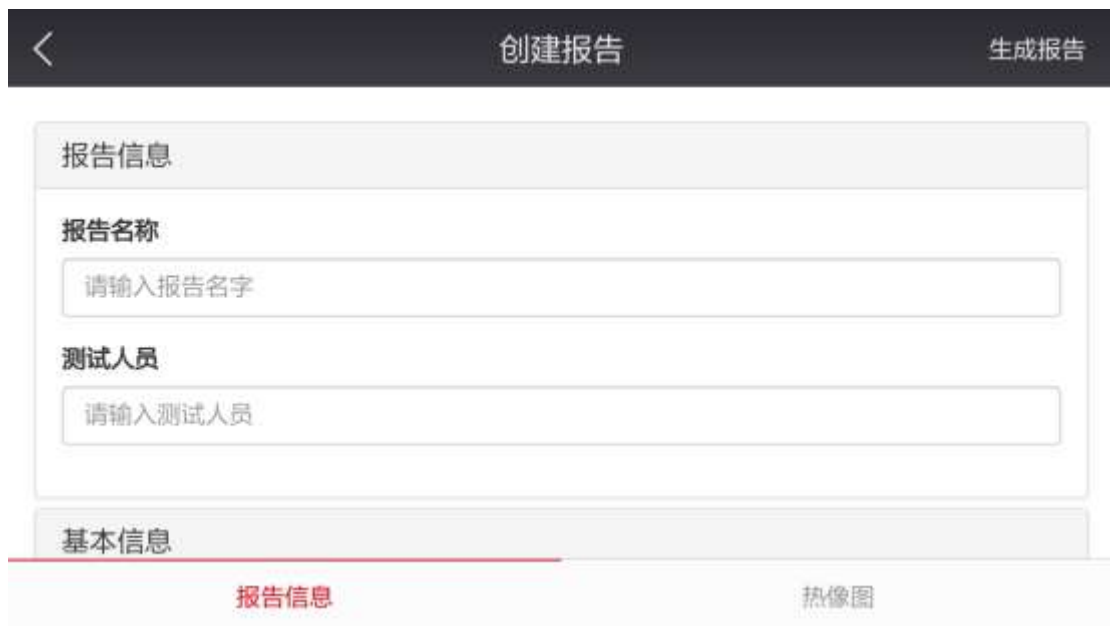 创建报告
生成报告
报告信息
报告名称
请输入报告名字
测试人员
请输入测试人员
基本信息
报告信息
热像图